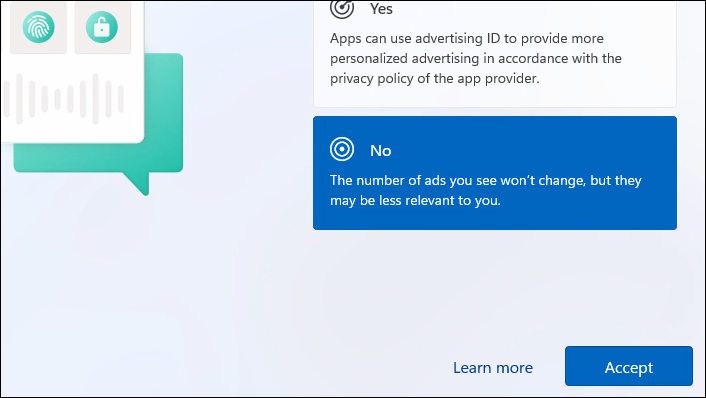 Yes
Apps can use advertising ID to provide more
personalized advertising in accordance with the
privacy policy of the app provider.
No
The number of ads you see won’t change, but they
may be less relevant to you.
Learn more
Accept